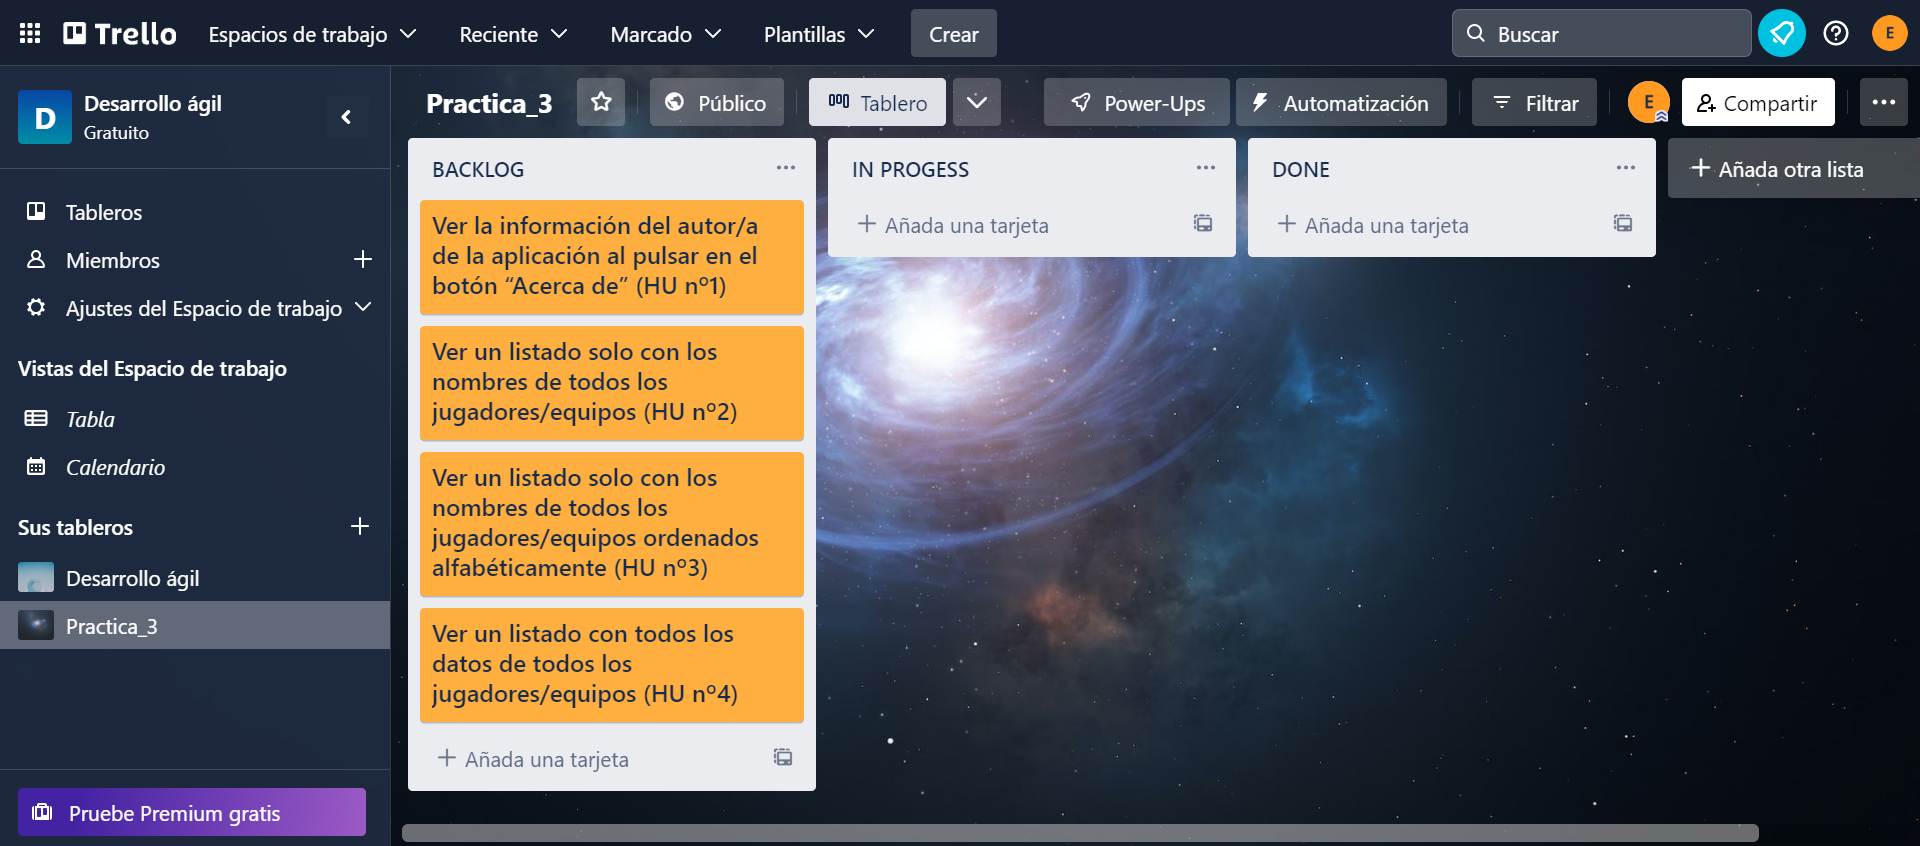 Trello
Espacios de trabajo
Reciente
Marcado
Plantillas
Crear
Buscar
E
D
Desarrollo ágil
Gratuito
Practica_3
Público
Tablero
Power-Ups
Automatización
Filtrar
E
Compartir
Tableros
Miembros
Ajustes del Espacio de trabajo
Vistas del Espacio de trabajo
Tabla
Calendario
Sus tableros
Desarrollo ágil
Practica_3
Pruebe Premium gratis
BACKLOG
Ver la información del autor/a
de la aplicación al pulsar en el
botón “Acerca de” (HU nº1)
Ver un listado solo con los
nombres de todos los
jugadores/equipos (HU nº2)
Ver un listado solo con los
nombres de todos los
jugadores/equipos ordenados
alfabéticamente (HU nº3)
Ver un listado con todos los
datos de todos los
jugadores/equipos (HU nº4)
Añada una tarjeta
IN PROGESS
Añada una tarjeta
DONE
Añada una tarjeta
Añada otra lista